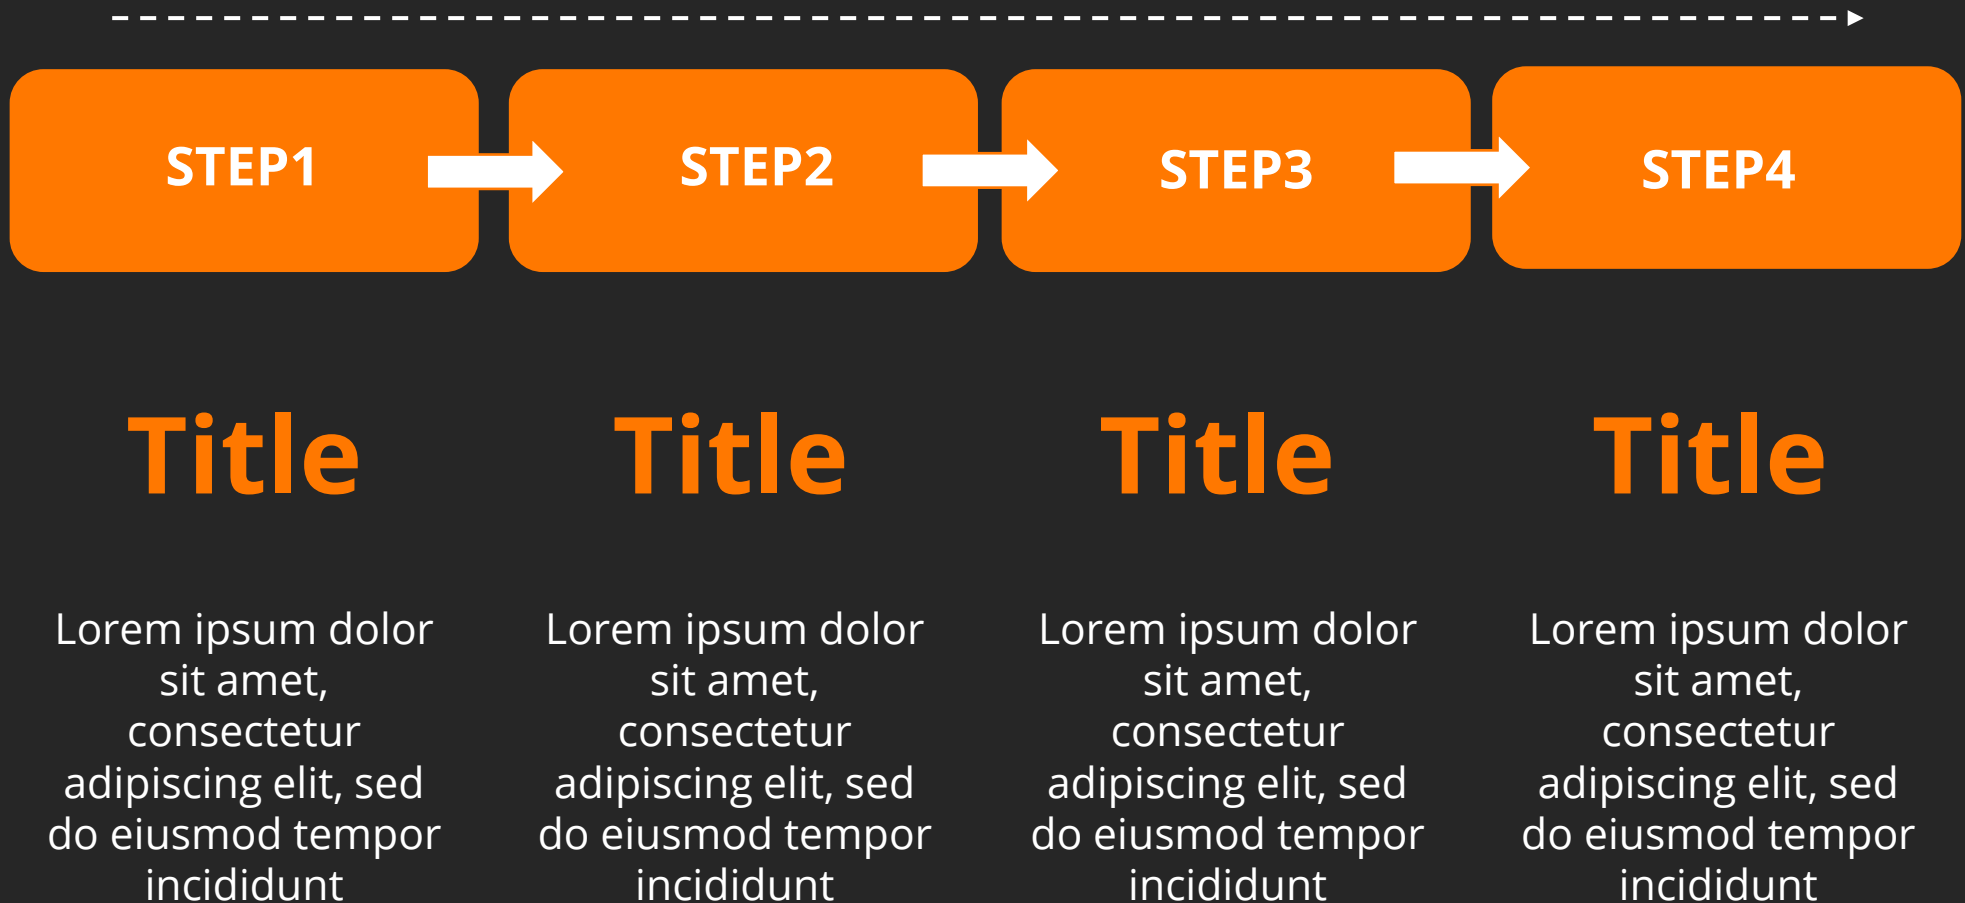 STEP1
STEP2
STEP3
STEP4
Title
Title
Title
Title
Lorem ipsum dolor
sit amet,
consectetur
adipiscing elit, sed
do eiusmod tempor
incididunt
Lorem ipsum dolor
sit amet,
consectetur
adipiscing elit, sed
do eiusmod tempor
incididunt
Lorem ipsum dolor
sit amet,
consectetur
adipiscing elit, sed
do eiusmod tempor
incididunt
Lorem ipsum dolor
sit amet,
consectetur
adipiscing elit, sed
do eiusmod tempor
incididunt